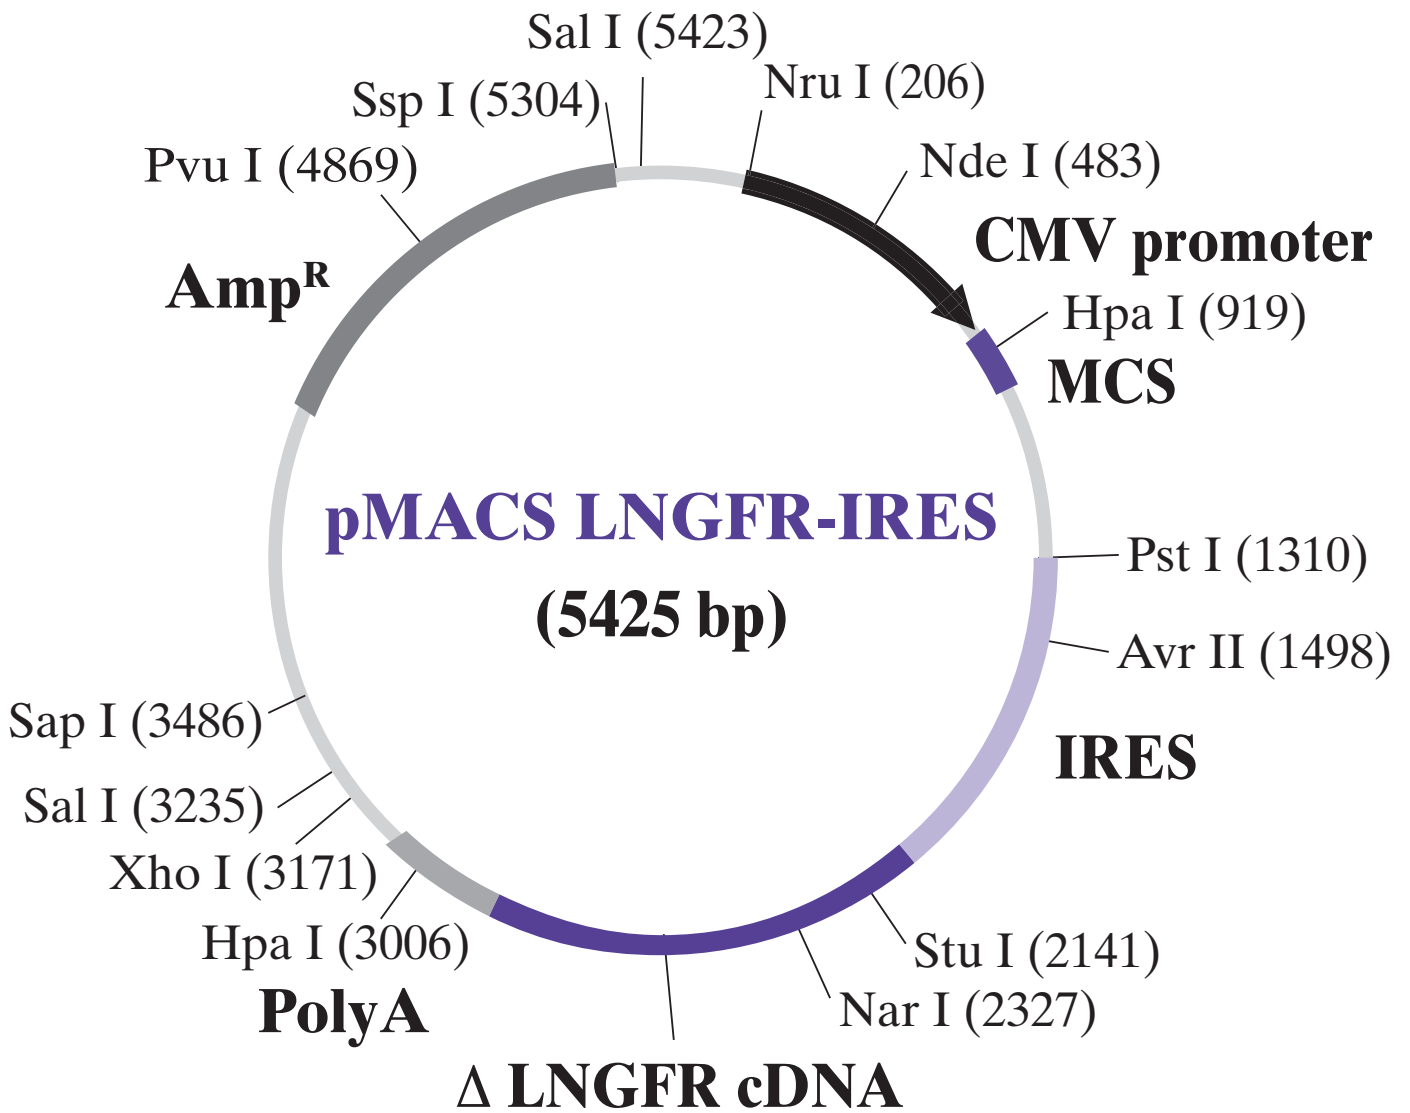 Sal I (5423)
Nru I (206)
Ssp I (5304)
Pvu I (4869)
Nde I (483)
CMV promoter
Amp^R
Hpa I (919)
MCS
pMACS LNGFR-IRES
(5425 bp)
Pst I (1310)
Avr II (1498)
IRES
Sap I (3486)
Sal I (3235)
Xho I (3171)
Hpa I (3006)
PolyA
Stu I (2141)
Nar I (2327)
Δ LNGFR cDNA